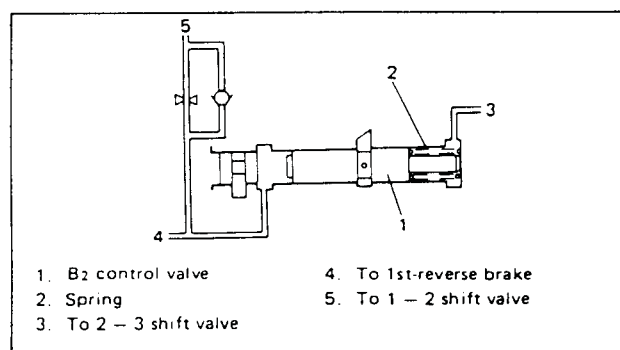 5
2
3
4
1
1. B2 control valve
2. Spring
3. To 2 – 3 shift valve
4. To 1st-reverse brake
5. To 1 – 2 shift valve